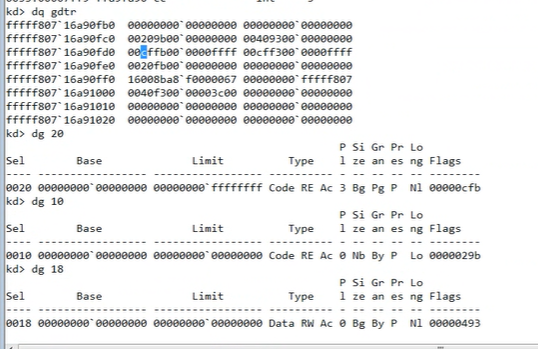 kd> dq gdtr
fffff807`16a90fb0 00000000`00000000 00000000`00000000
fffff807`16a90fc0 00209b00`00000000 00409300`00000000
fffff807`16a90fd0 00cffb00`0000ffff 00cff300`0000ffff
fffff807`16a90fe0 0020fb00`00000000 00000000`00000000
fffff807`16a90ff0 16008ba8`f0000067 00000000`fffff807
fffff807`16a91000 0040f300`00003c00 00000000`00000000
fffff807`16a91010 00000000`00000000 00000000`00000000
fffff807`16a91020 00000000`00000000 00000000`00000000
kd> dg 20
P Si Gr Pr Lo
Sel Base Limit Type l ze an es ng Flags
---- ----------------- ----------------- ---------- - -- -- -- -- --------
0020 00000000`00000000 00000000`ffffffff Code RE Ac 3 Bg Pg P Nl 00000cfb
kd> dg 10
P Si Gr Pr Lo
Sel Base Limit Type l ze an es ng Flags
---- ----------------- ----------------- ---------- - -- -- -- -- --------
0010 00000000`00000000 00000000`00000000 Code RE Ac 0 Nb By P Lo 0000029b
kd> dg 18
P Si Gr Pr Lo
Sel Base Limit Type l ze an es ng Flags
---- ----------------- ----------------- ---------- - -- -- -- -- --------
0018 00000000`00000000 00000000`00000000 Data RW Ac 0 Bg By P Nl 00000493